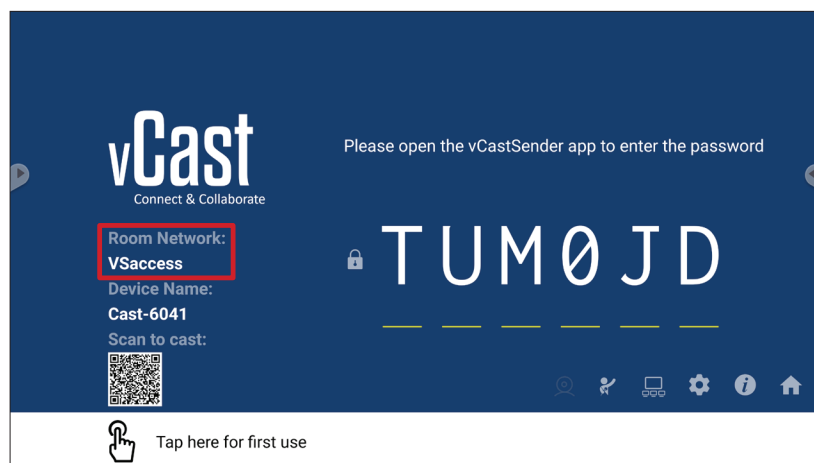 vCast
Connect & Collaborate
Please open the vCastSender app to enter the password
Room Network:
VSaccess
TUM0JD
Device Name:
Cast-6041
Scan to cast:
Tap here for first use